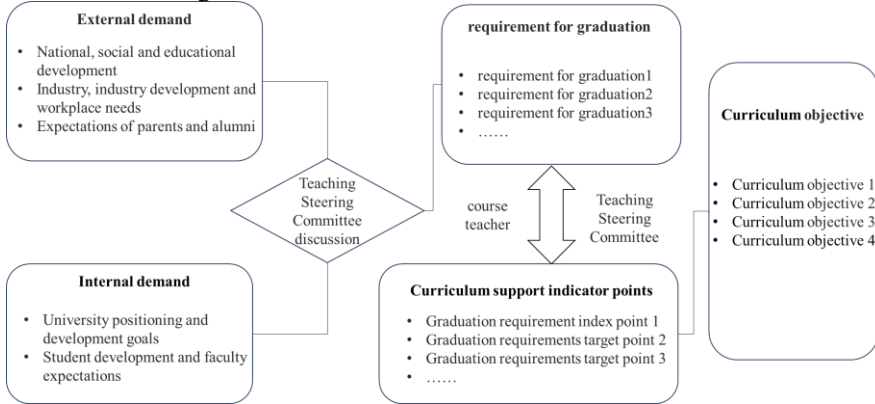 External demand
• National, social and educational
development
• Industry, industry development and
workplace needs
• Expectations of parents and alumni
requirement for graduation
• requirement for graduation1
• requirement for graduation2
• requirement for graduation3
• ……
Curriculum objective
• Curriculum objective 1
• Curriculum objective 2
• Curriculum objective 3
• Curriculum objective 4
Teaching
Steering
Committee
discussion
course
teacher
Teaching
Steering
Committee
Internal demand
• University positioning and
development goals
• Student development and faculty
expectations
Curriculum support indicator points
• Graduation requirement index point 1
• Graduation requirements target point 2
• Graduation requirements target point 3
• ……